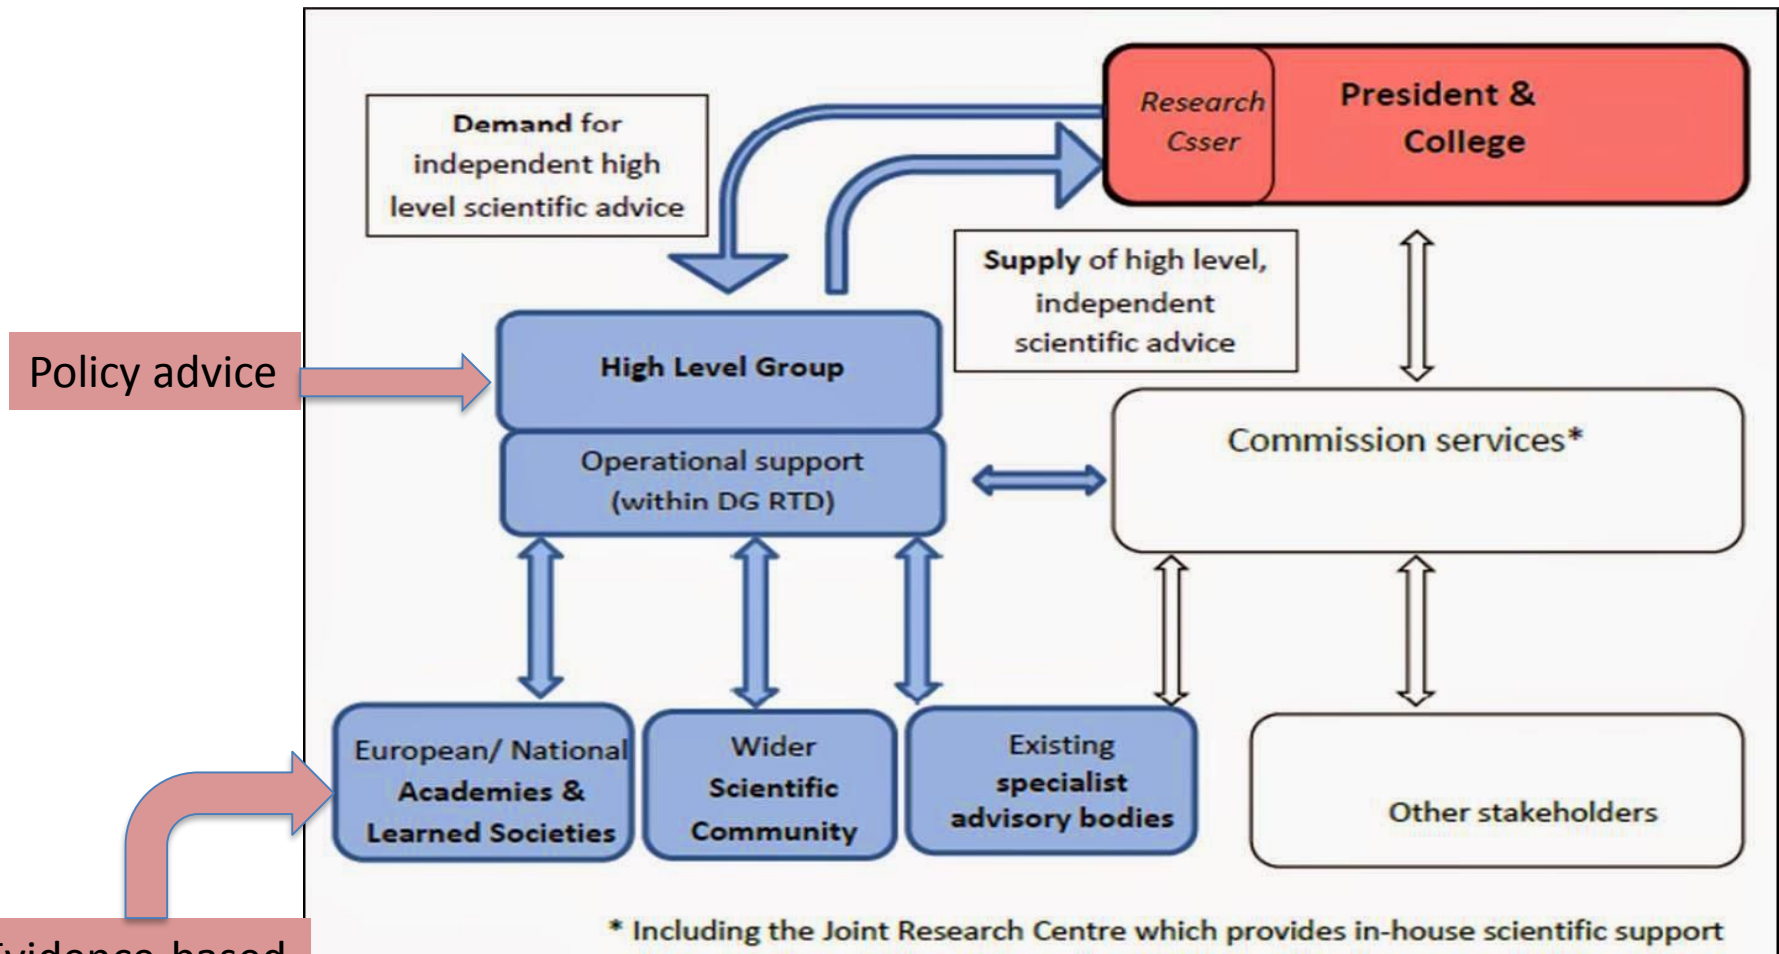 Demand for
independent high
level scientific advice
Research
Csser
President &
College
Supply of high level,
independent
scientific advice
Policy advice
High Level Group
Operational support
(within DG RTD)
Commission services*
European/ National
Academies &
Learned Societies
Wider
Scientific
Community
Existing
specialist
advisory bodies
Other stakeholders
Evidence-based
* Including the Joint Research Centre which provides in-house scientific support